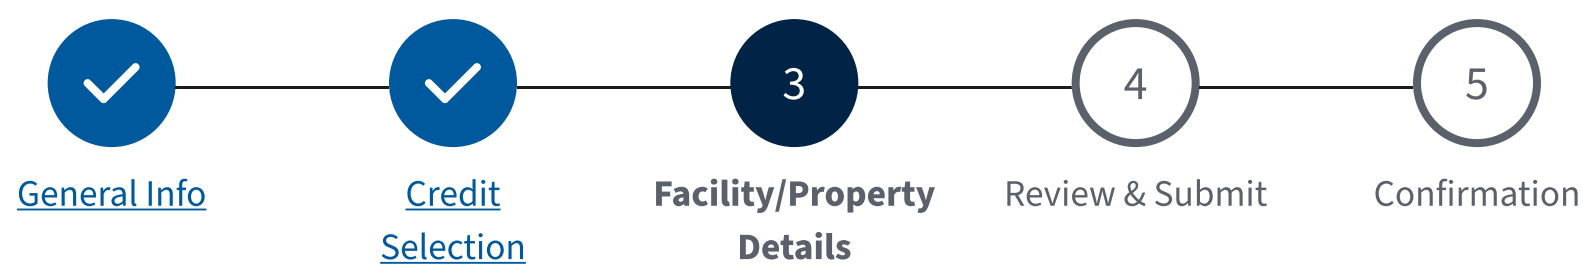 3
4
5
General Info
Credit
Selection
Facility/Property
Details
Review & Submit
Confirmation